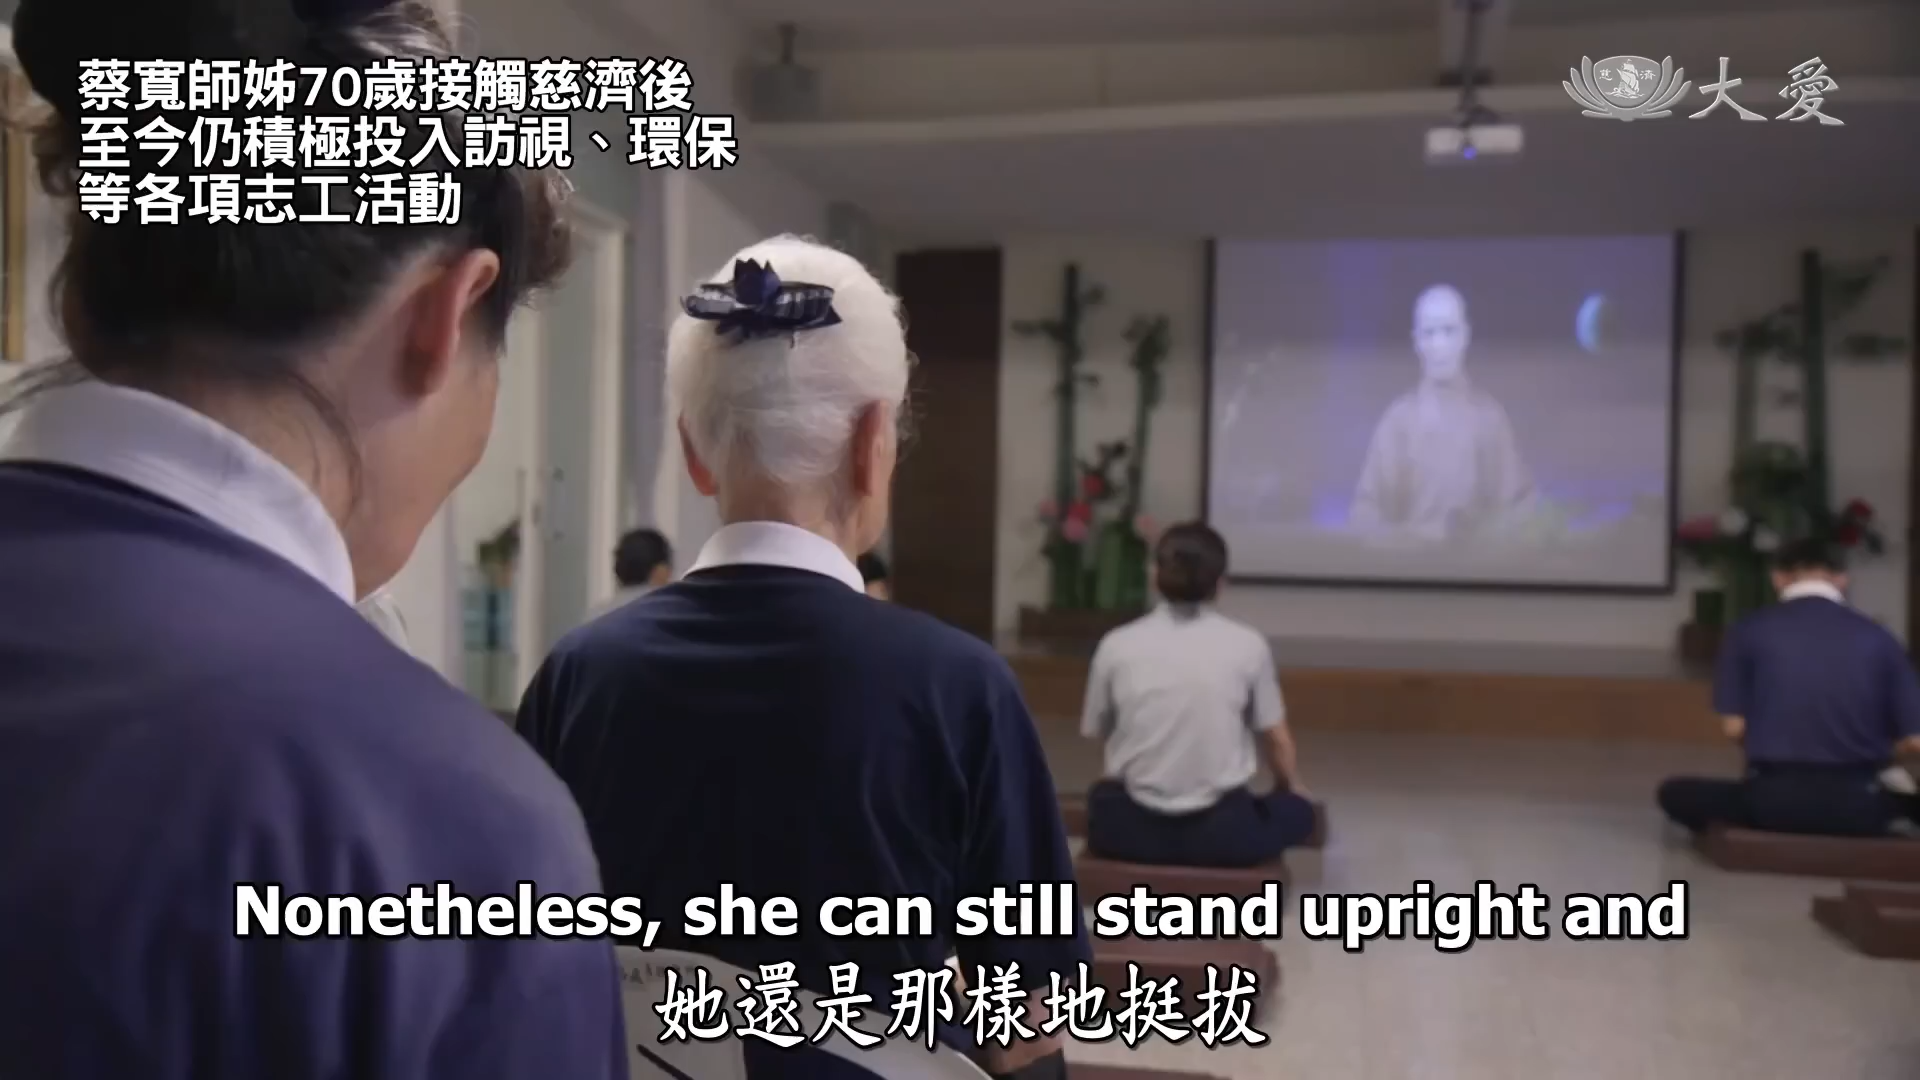 蔡寬師姊70歲接觸慈濟後
至今仍積極投入訪視、環保
等各項志工活動
慈濟
大愛
Nonetheless, she can still stand upright and
她還是那樣地挺拔